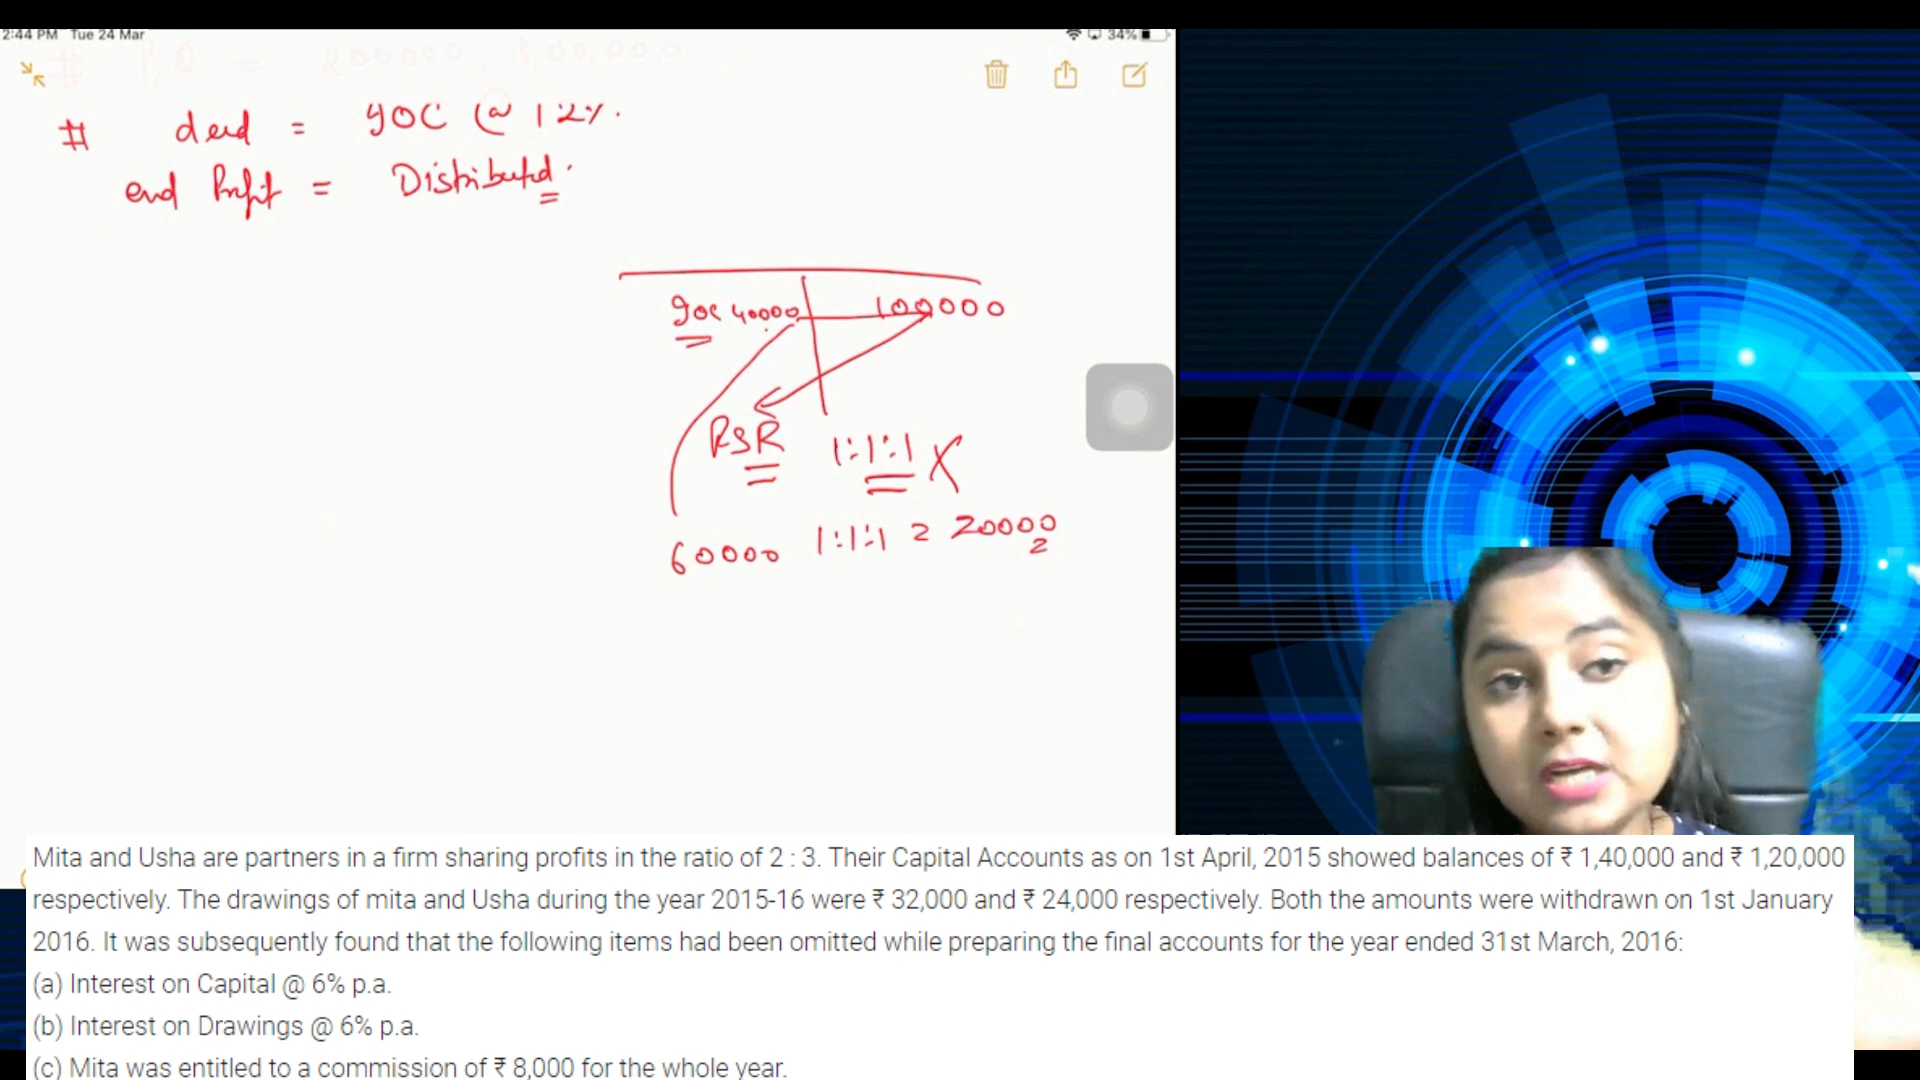 2:44 PM Tue 24 Mar
34%
# deed = IOC @ 12%.
end Profit = Distributed.
IOC 40000 100000
PSR 1:1:1 X
60000 1:1:1 = 20000
Mita and Usha are partners in a firm sharing profits in the ratio of 2 : 3. Their Capital Accounts as on 1st April, 2015 showed balances of ₹ 1,40,000 and ₹ 1,20,000
respectively. The drawings of mita and Usha during the year 2015-16 were ₹ 32,000 and ₹ 24,000 respectively. Both the amounts were withdrawn on 1st January
2016. It was subsequently found that the following items had been omitted while preparing the final accounts for the year ended 31st March, 2016:
(a) Interest on Capital @ 6% p.a.
(b) Interest on Drawings @ 6% p.a.
(c) Mita was entitled to a commission of ₹ 8,000 for the whole year.